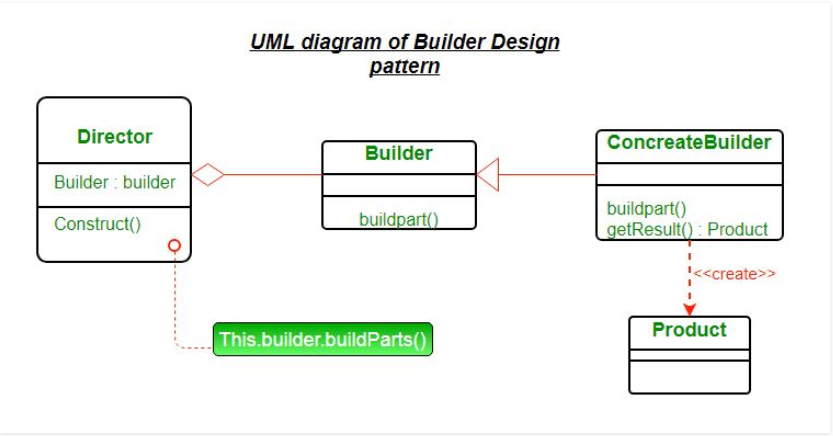 UML diagram of Builder Design
pattern
Director
Builder : builder
Construct()
This.builder.buildParts()
Builder
buildpart()
ConcreateBuilder
buildpart()
getResult() : Product
<<create>>
Product